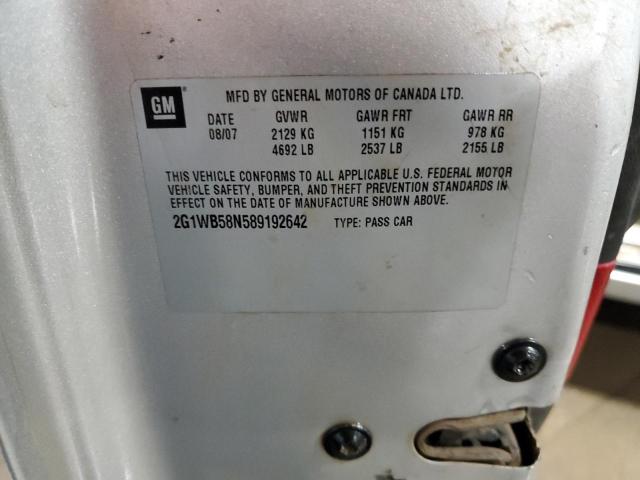 GM
MFD BY GENERAL MOTORS OF CANADA LTD.
DATE GVWR GAWR FRT GAWR RR
08/07 2129 KG 1151 KG 978 KG
4692 LB 2537 LB 2155 LB
THIS VEHICLE CONFORMS TO ALL APPLICABLE U.S. FEDERAL MOTOR
VEHICLE SAFETY, BUMPER, AND THEFT PREVENTION STANDARDS IN
EFFECT ON THE DATE OF MANUFACTURE SHOWN ABOVE.
2G1WB58N589192642 TYPE: PASS CAR